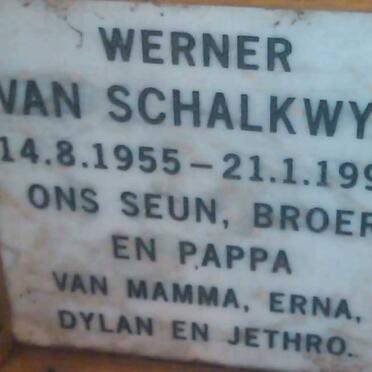 WERNER
VAN SCHALKWY
14.8.1955 – 21.1.199
ONS SEUN, BROER
EN PAPPA
VAN MAMMA, ERNA,
DYLAN EN JETHRO.